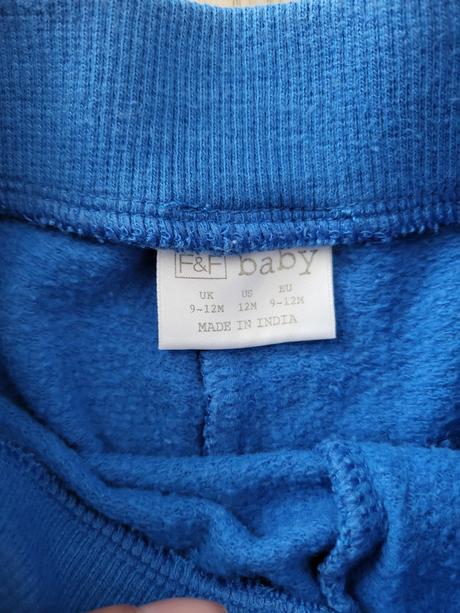 F&F baby
UK US EU
9-12M 12M 9-12M
MADE IN INDIA